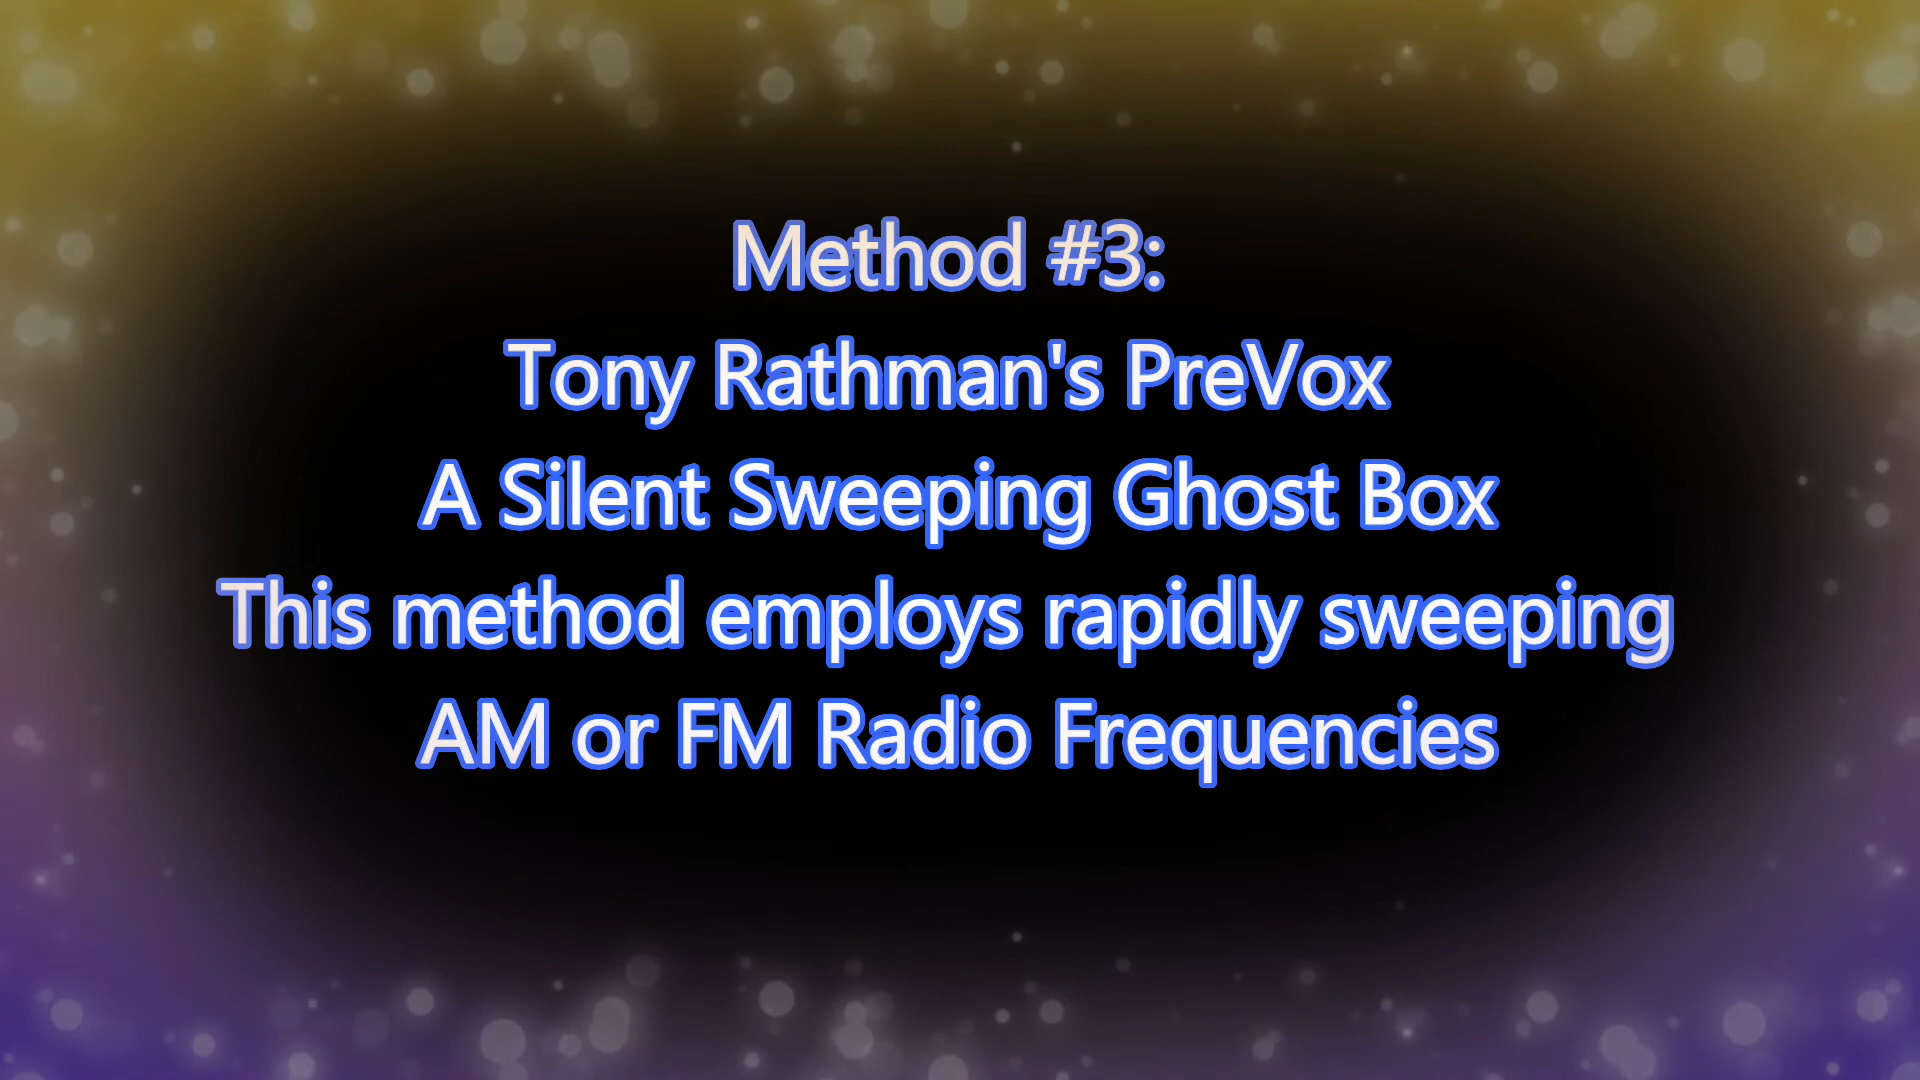 Method #3:
Tony Rathman's PreVox
A Silent Sweeping Ghost Box
This method employs rapidly sweeping
AM or FM Radio Frequencies